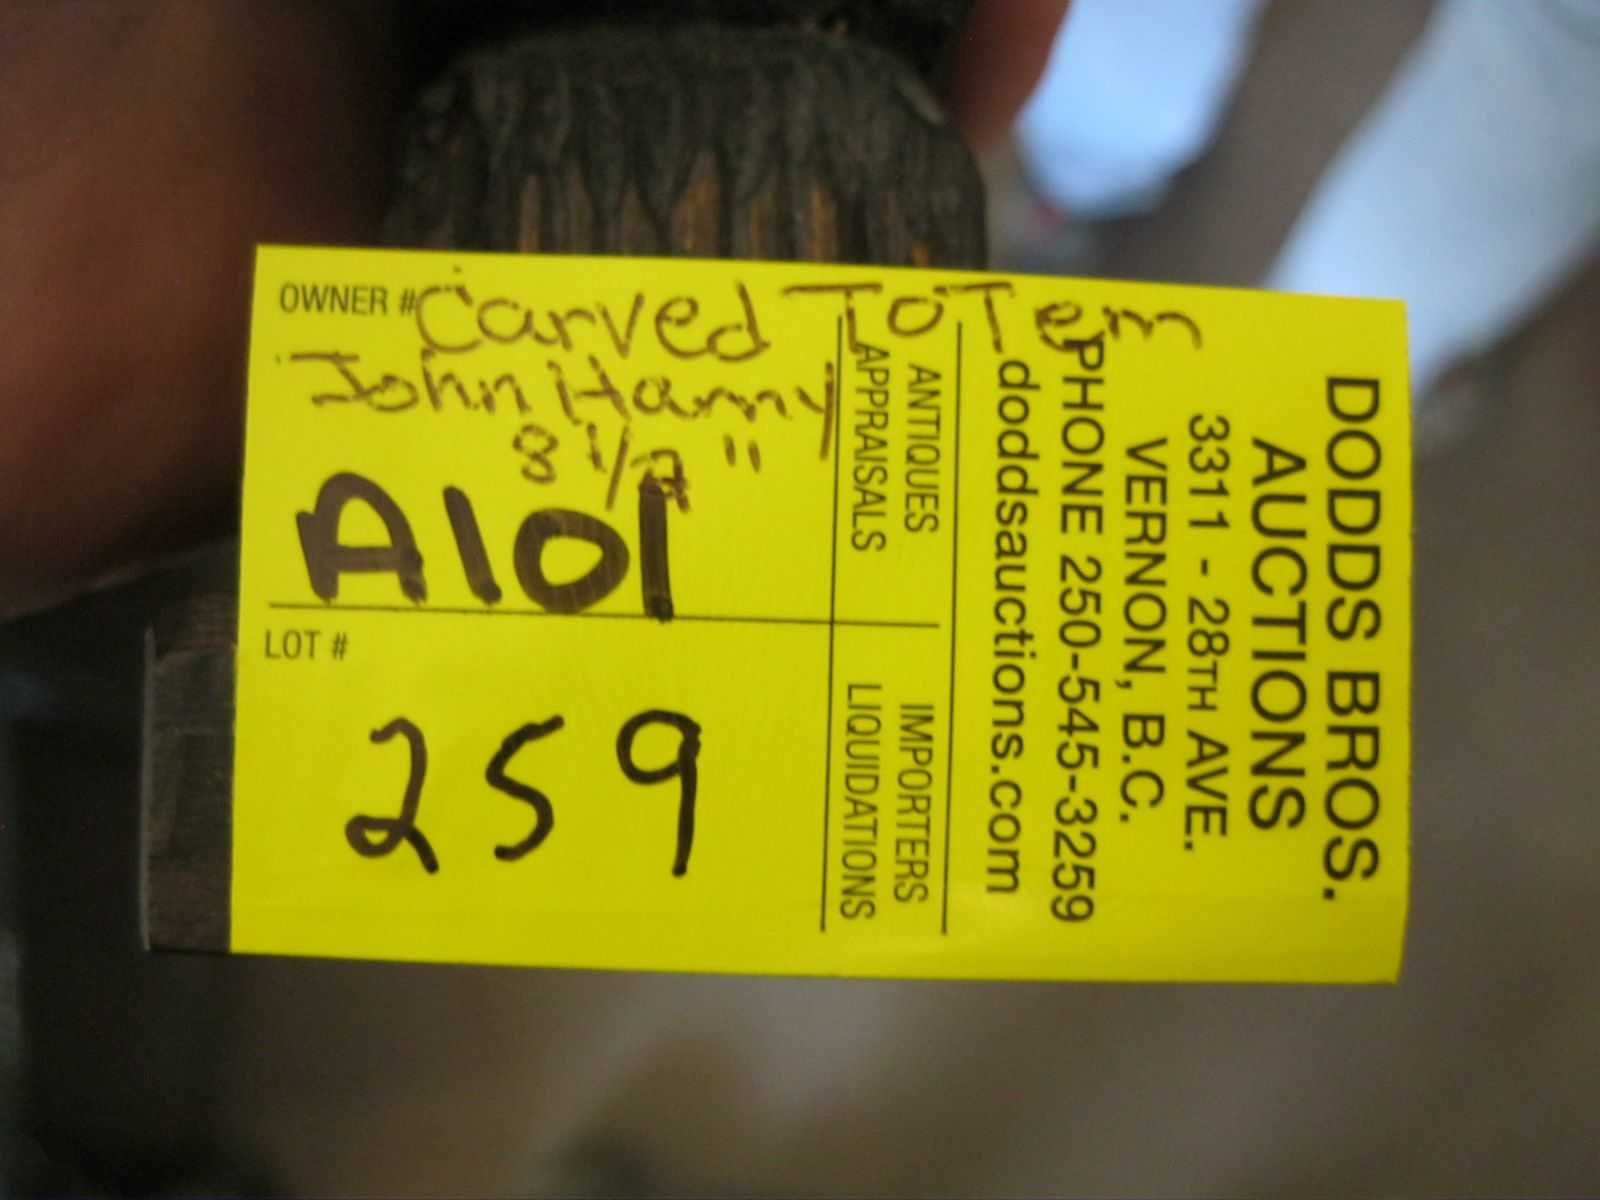 OWNER # Carved ToTem
John Harry
8 1/2"
A101
LOT #
259
ANTIQUES
APPRAISALS
IMPORTERS
LIQUIDATIONS
DODDS BROS.
AUCTIONS
3311 - 28TH AVE.
VERNON, B.C.
PHONE 250-545-3259
doddsauctions.com